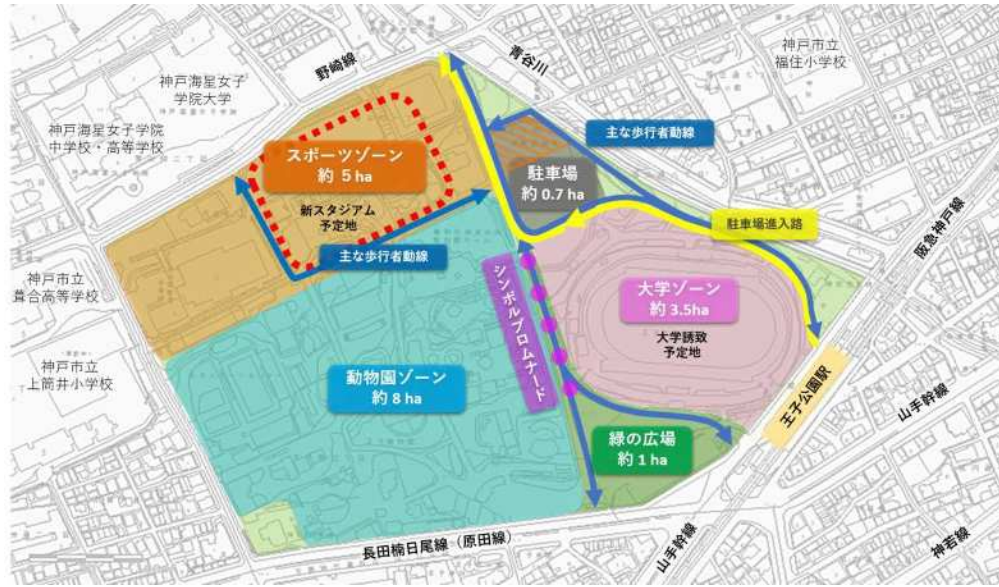 野崎線
青谷川
神戸市立
福住小学校
神戸海星女子
学院大学
神戸海星女子学院
中学校・高等学校
主な歩行者動線
スポーツゾーン
約 5 ha
駐車場
約 0.7 ha
新スタジアム
予定地
駐車場進入路
阪急神戸線
主な歩行者動線
神戸市立
葺合高等学校
シンボルプロムナード
大学ゾーン
約 3.5ha
大学誘致
予定地
神戸市立
上筒井小学校
動物園ゾーン
約 8 ha
王子公園駅
山手幹線
緑の広場
約 1 ha
長田楠日尾線（原田線）
山手幹線
神若線